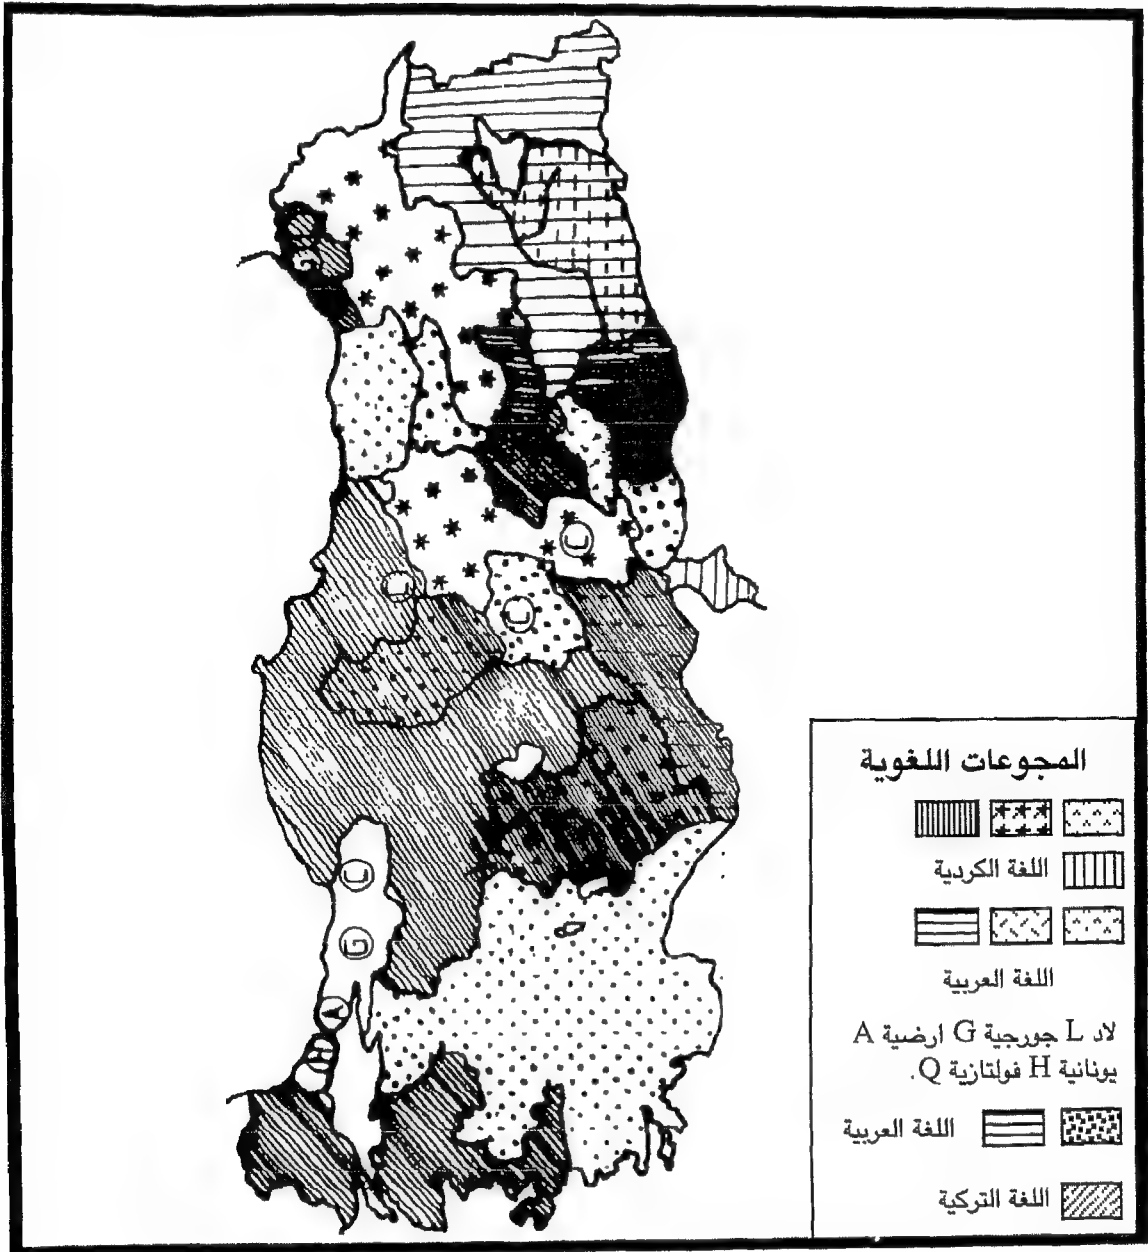 G
L
L
L
L
G
A
H
المجوعات اللغوية
اللغة الكردية
اللغة العربية
لاد L جورجية G ارضية A
يونانية H فولتازية Q.
اللغة العربية
اللغة التركية